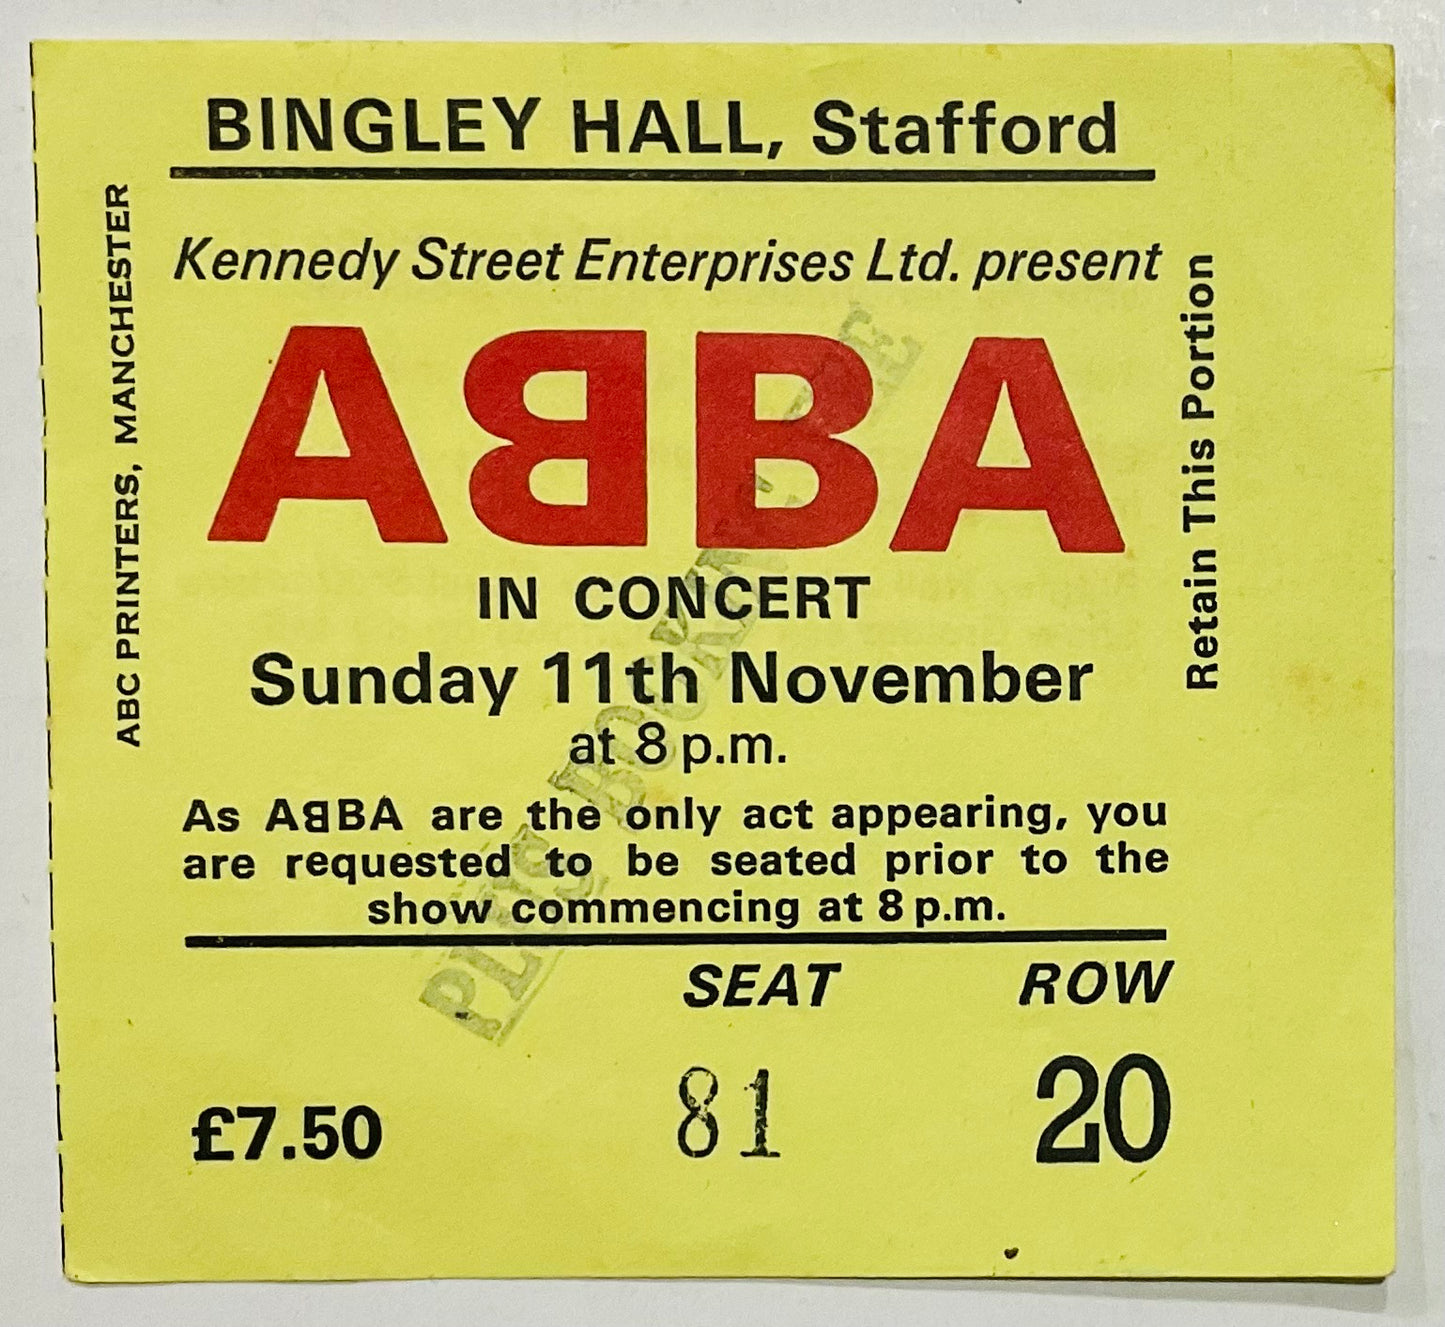 BINGLEY HALL, Stafford
Kennedy Street Enterprises Ltd. present
ABBA
IN CONCERT
Sunday 11th November
at 8 p.m.
As ABBA are the only act appearing, you
are requested to be seated prior to the
show commencing at 8 p.m.
SEAT ROW
£7.50 81 20
ABC PRINTERS, MANCHESTER
Retain This Portion